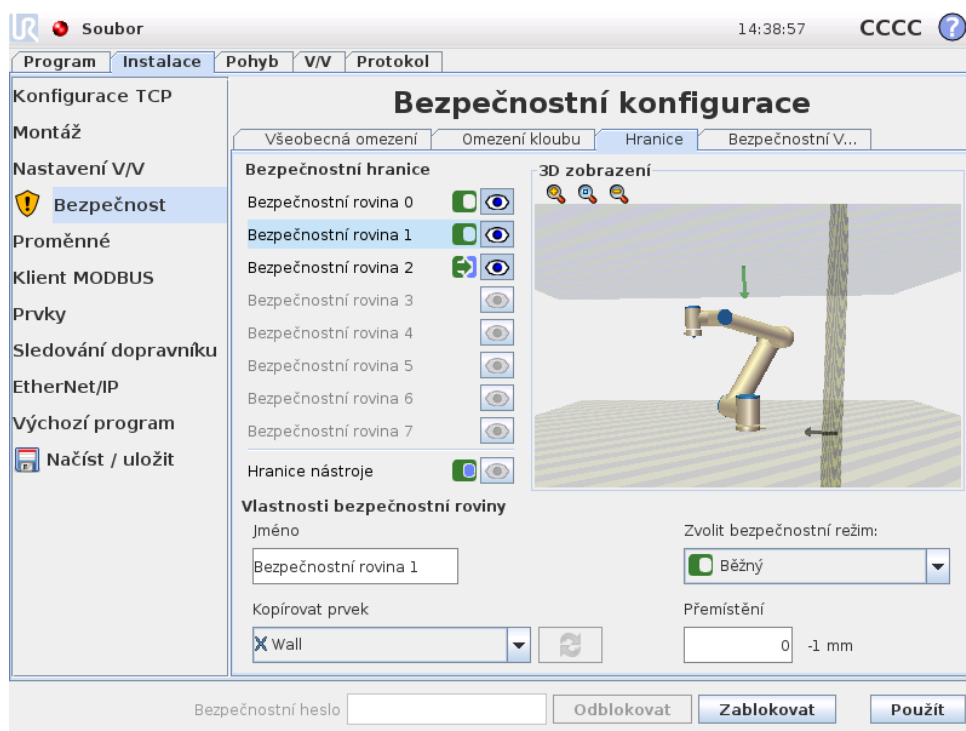 UR Soubor 14:38:57 CCCC ?
Program Instalace Pohyb V/V Protokol
Konfigurace TCP
Montáž
Nastavení V/V
Bezpečnost
Proměnné
Klient MODBUS
Prvky
Sledování dopravníku
EtherNet/IP
Výchozí program
Načíst / uložit
Bezpečnostní konfigurace
Všeobecná omezení Omezení kloubu Hranice Bezpečnostní V...
Bezpečnostní hranice
Bezpečnostní rovina 0
Bezpečnostní rovina 1
Bezpečnostní rovina 2
Bezpečnostní rovina 3
Bezpečnostní rovina 4
Bezpečnostní rovina 5
Bezpečnostní rovina 6
Bezpečnostní rovina 7
Hranice nástroje
3D zobrazení
Vlastnosti bezpečnostní roviny
Jméno
Bezpečnostní rovina 1
Zvolit bezpečnostní režim:
Běžný
Kopírovat prvek
Wall
Přemístění
0 -1 mm
Bezpečnostní heslo Odblokovat Zablokovat Použít